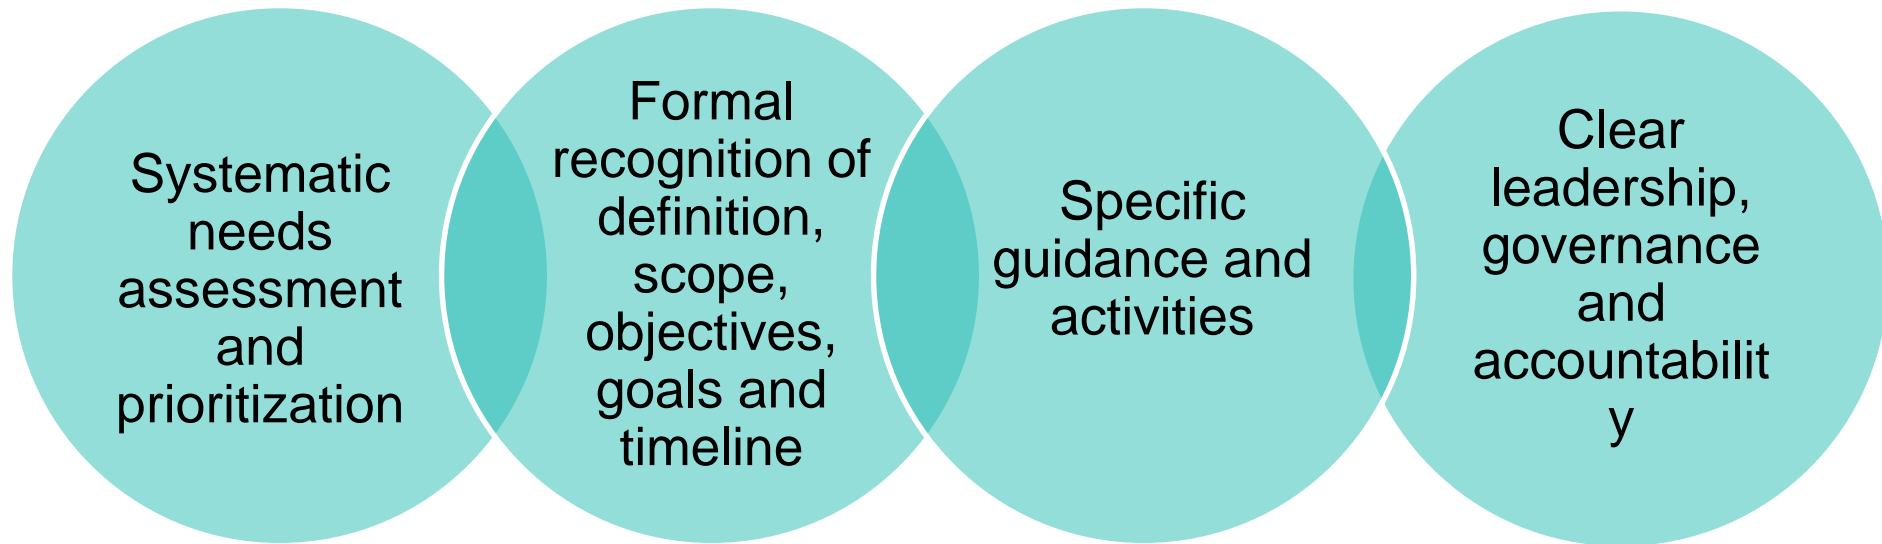 Systematic
needs
assessment
and
prioritization
Formal
recognition of
definition,
scope,
objectives,
goals and
timeline
Specific
guidance and
activities
Clear
leadership,
governance
and
accountabilit
y